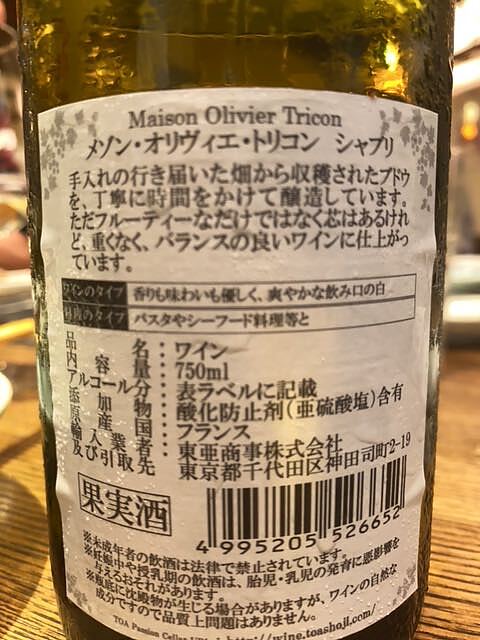 Maison Olivier Tricon
メゾン・オリヴィエ・トリコン シャブリ
手入れの行き届いた畑から収穫されたブドウ
を、丁寧に時間をかけて醸造しています。
ただフルーティーなだけではなく芯はあるけれ
ど、重くなく、バランスの良いワインに仕上がっ
ています。
ワインのタイプ 香りも味わいも優しく、爽やかな飲み口の白
料理のタイプ パスタやシーフード料理等と
品名：ワイン
内容量：750ml
アルコール分：表ラベルに記載
添加物：酸化防止剤(亜硫酸塩)含有
原産国：フランス
輸入業者：東亜商事株式会社
及び引取先 東京都千代田区神田司町2-19
果実酒
4 995205 526652
※未成年者の飲酒は法律で禁止されています。
※妊娠中や授乳期の飲酒は、胎児・乳児の発育に悪影響を
与えるおそれがあります。
※瓶底に沈殿物が生じる場合がありますが、ワインの自然な
成分ですので品質上問題はありません。
TOA Passion Cellar http://wine.toashoji.com/